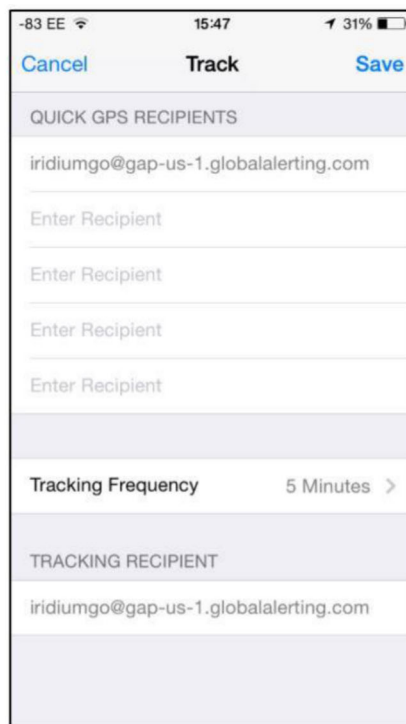 -83 EE 15:47 31%
Cancel Track Save
QUICK GPS RECIPIENTS
iridiumgo@gap-us-1.globalalerting.com
Enter Recipient
Enter Recipient
Enter Recipient
Enter Recipient
Tracking Frequency 5 Minutes >
TRACKING RECIPIENT
iridiumgo@gap-us-1.globalalerting.com